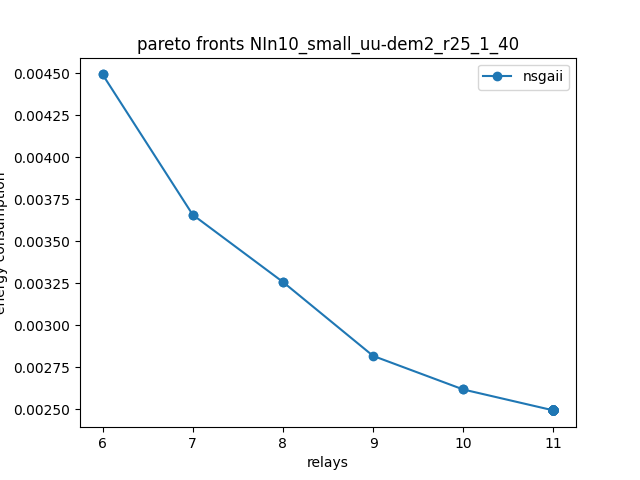 pareto fronts NIn10_small_uu-dem2_r25_1_40
nsgaii
0.00450
0.00425
0.00400
0.00375
0.00350
0.00325
0.00300
0.00275
0.00250
energy consumption
6 7 8 9 10 11
relays